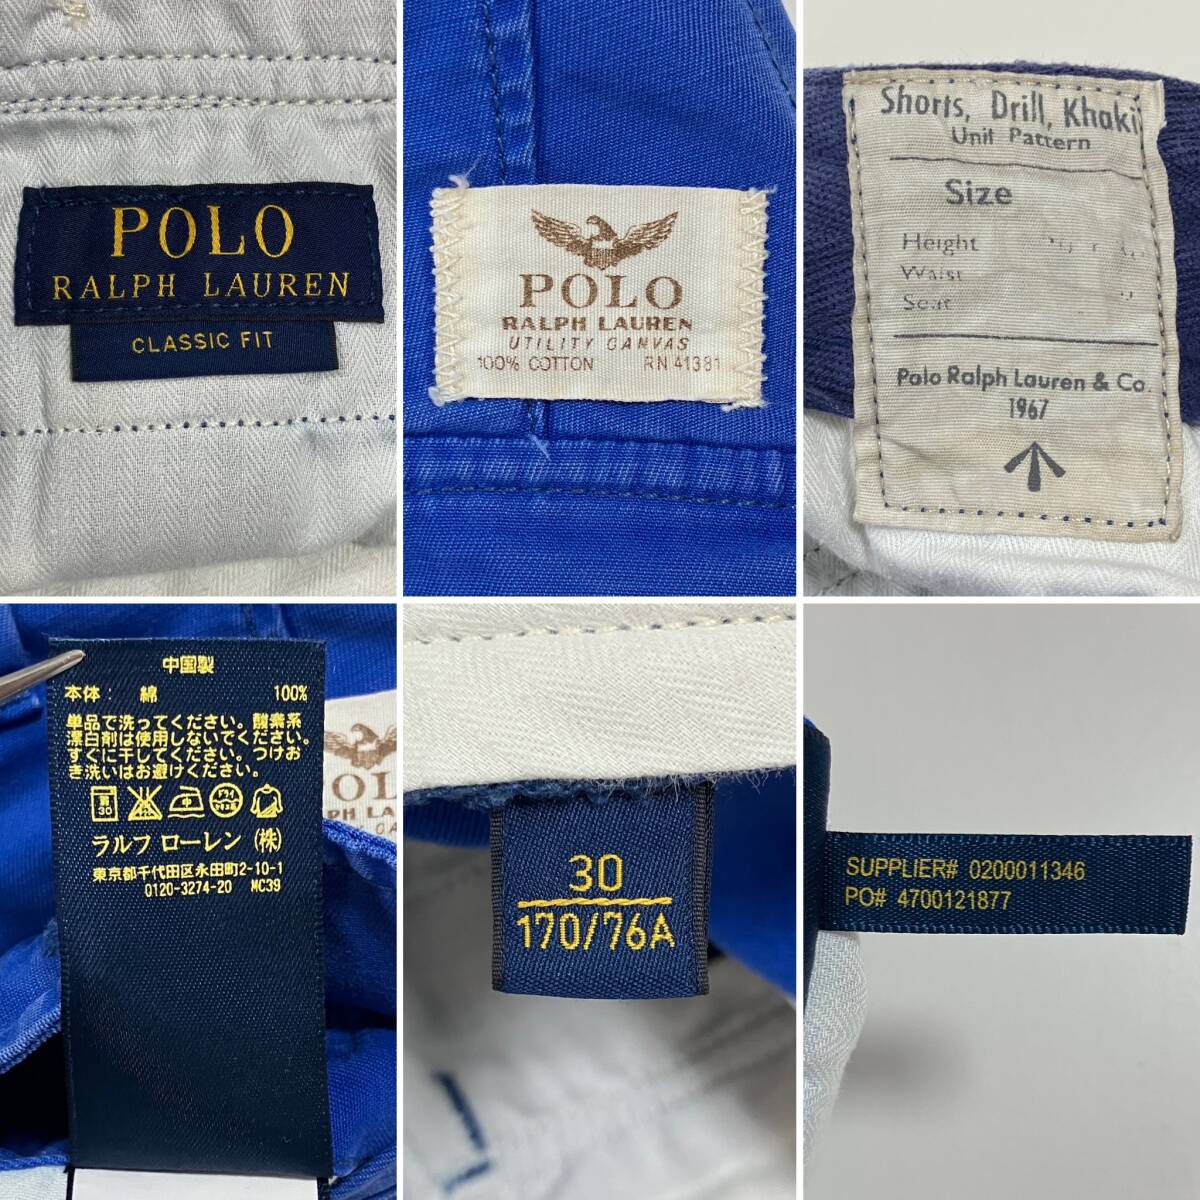 POLO
RALPH LAUREN
CLASSIC FIT
POLO
RALPH LAUREN
UTILITY CANVAS
100% COTTON RN 41381
Shorts, Drill, Khaki
Unit Pattern
Size
Height
Waist
Seat
Polo Ralph Lauren & Co.
1967
中国製
本体: 綿 100%
単品で洗ってください。酸素系
漂白剤は使用しないでください。
すぐに干してください。つけお
き洗いはお避けください。
30
ドライ
ラルフ ローレン (株)
東京都千代田区永田町2-10-1
0120-3274-20 MC39
30
170/76A
SUPPLIER# 0200011346
PO# 4700121877